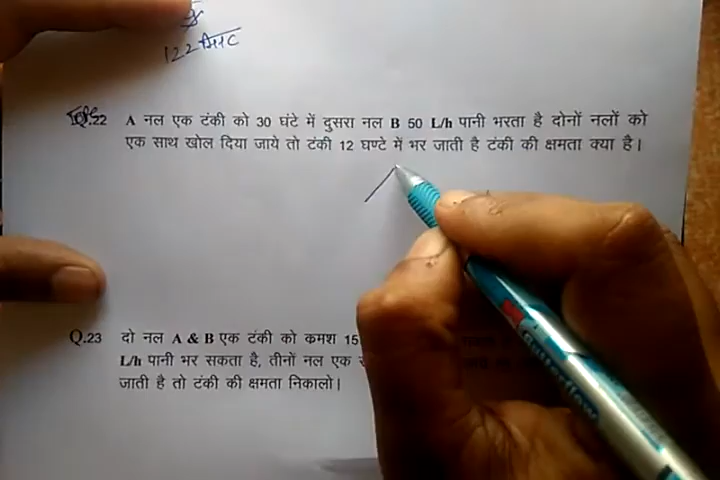 122 मिc
Q.22 A नल एक टंकी को 30 घंटे में दुसरा नल B 50 L/h पानी भरता है दोनों नलों को
एक साथ खोल दिया जाये तो टंकी 12 घण्टे में भर जाती है टंकी की क्षमता क्या है।
Q.23 दो नल A & B एक टंकी को कमश 15
L/h पानी भर सकता है, तीनों नल एक
जाती है तो टंकी की क्षमता निकालो।